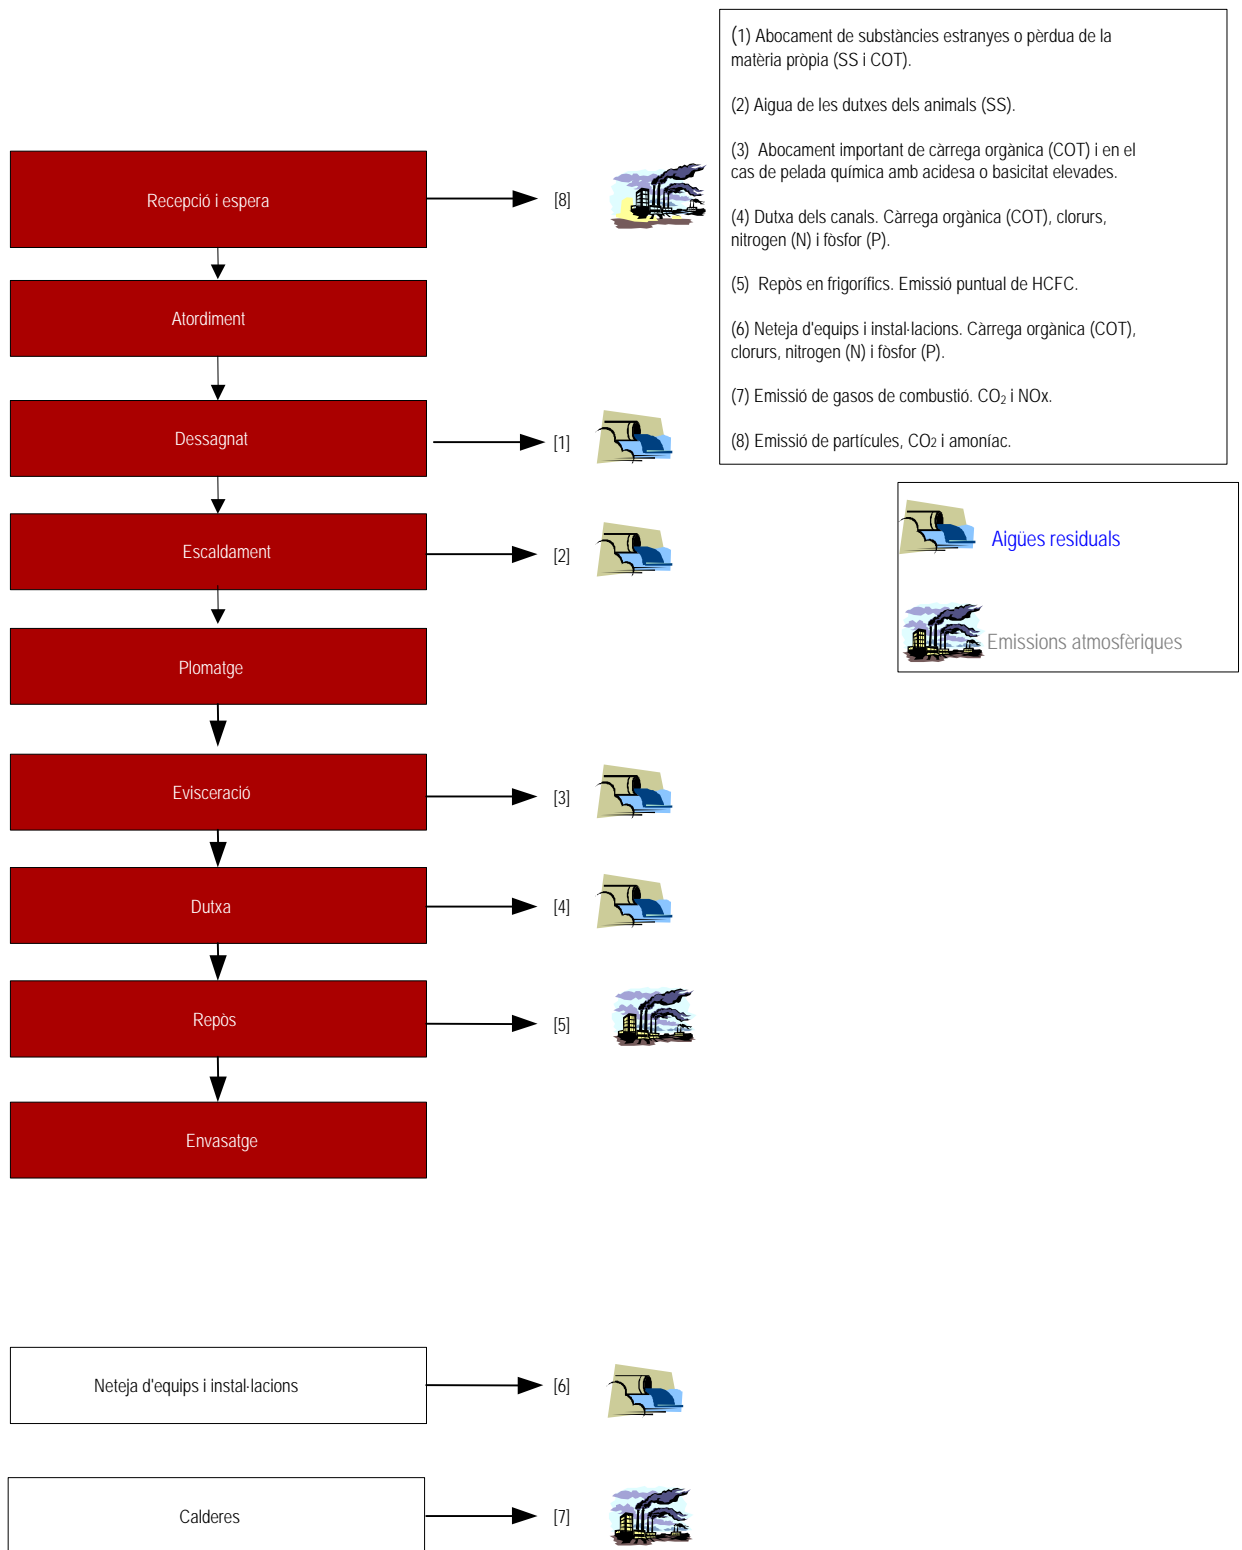 (1) Abocament de substàncies estranyes o pèrdua de la
matèria pròpia (SS i COT).
(2) Aigua de les dutxes dels animals (SS).
(3) Abocament important de càrrega orgànica (COT) i en el
cas de pelada química amb acidesa o basicitat elevades.
(4) Dutxa dels canals. Càrrega orgànica (COT), clorurs,
nitrogen (N) i fòsfor (P).
(5) Repòs en frigorífics. Emissió puntual de HCFC.
(6) Neteja d'equips i instal·lacions. Càrrega orgànica (COT),
clorurs, nitrogen (N) i fòsfor (P).
(7) Emissió de gasos de combustió. CO2 i NOx.
(8) Emissió de partícules, CO2 i amoníac.
Aigües residuals
Emissions atmosfèriques
Recepció i espera
[8]
Atordiment
Dessagnat
[1]
Escaldament
[2]
Plomatge
Evisceració
[3]
Dutxa
[4]
Repòs
[5]
Envasatge
Neteja d'equips i instal·lacions
[6]
Calderes
[7]